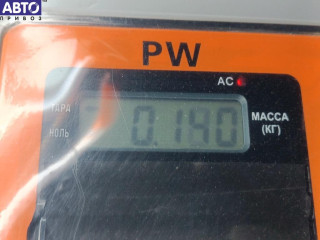 АВТО
ПРИВОЗ
PW
AC
ТАРА
НОЛЬ
0.140
МАССА
(КГ)